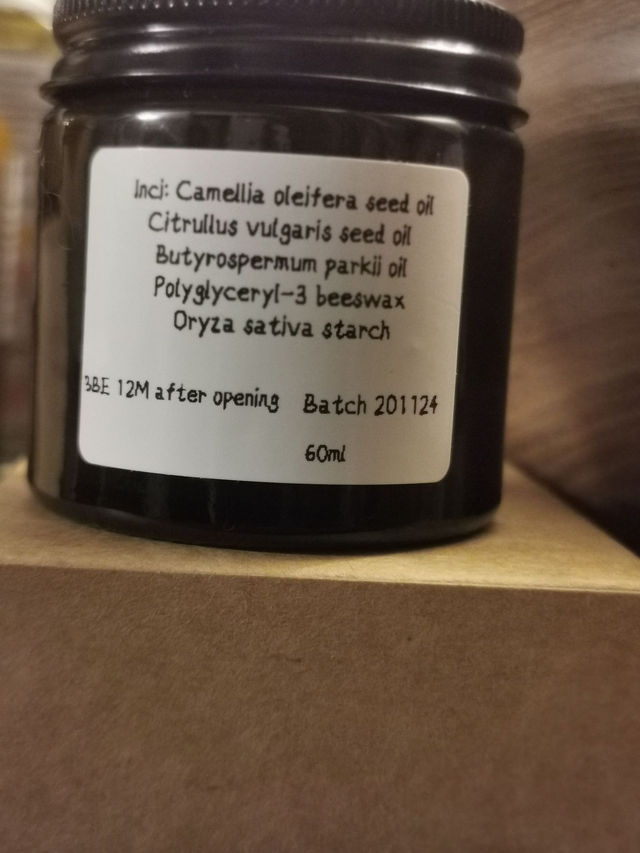 Inci: Camellia oleifera seed oil
Citrullus vulgaris seed oil
Butyrospermum parkii oil
Polyglyceryl-3 beeswax
Oryza sativa starch
BBE 12M after opening Batch 201124
60ml